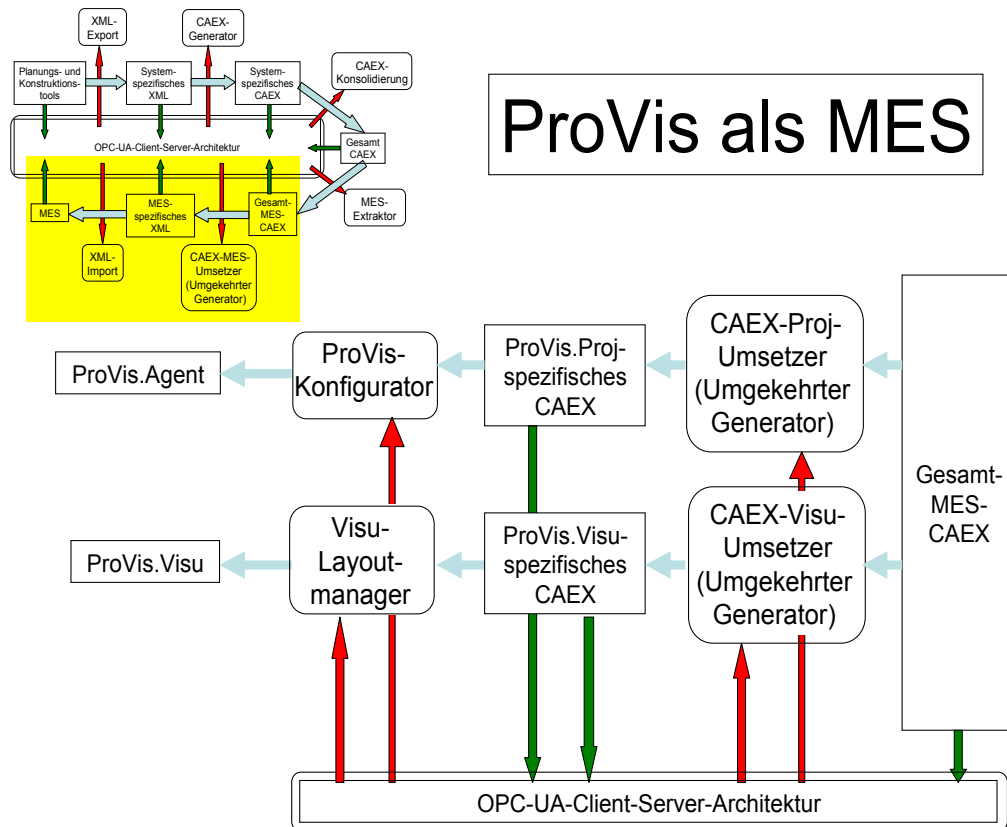 XML-
Export
CAEX-
Generator
CAEX-
Konsolidierung
Planungs- und
Konstruktions-
tools
System-
spezifisches
XML
System-
spezifisches
CAEX
OPC-UA-Client-Server-Architektur
Gesamt
CAEX
MES
MES-
spezifisches
XML
Gesamt-
MES-
CAEX
MES-
Extraktor
XML-
Import
CAEX-MES-
Umsetzer
(Umgekehrter
Generator)
ProVis als MES
ProVis.Agent
ProVis-
Konfigurator
ProVis.Proj-
spezifisches
CAEX
CAEX-Proj-
Umsetzer
(Umgekehrter
Generator)
Gesamt-
MES-
CAEX
ProVis.Visu
Visu-
Layout-
manager
ProVis.Visu-
spezifisches
CAEX
CAEX-Visu-
Umsetzer
(Umgekehrter
Generator)
OPC-UA-Client-Server-Architektur